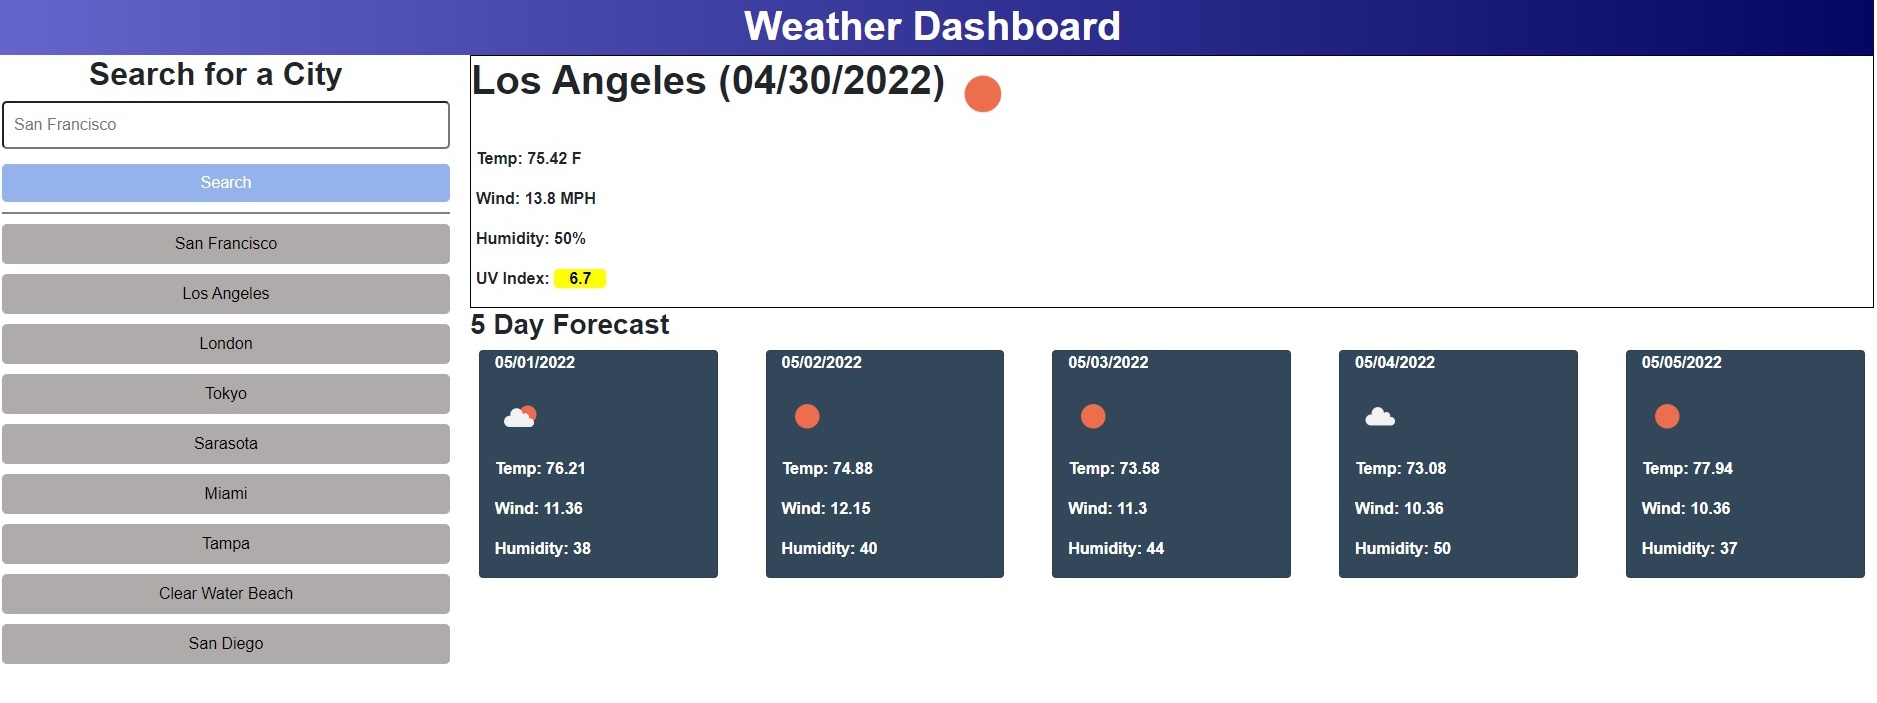 Weather Dashboard
Search for a City
San Francisco
Search
San Francisco
Los Angeles
London
Tokyo
Sarasota
Miami
Tampa
Clear Water Beach
San Diego
Los Angeles (04/30/2022)
Temp: 75.42 F
Wind: 13.8 MPH
Humidity: 50%
UV Index: 6.7
5 Day Forecast
05/01/2022
Temp: 76.21
Wind: 11.36
Humidity: 38
05/02/2022
Temp: 74.88
Wind: 12.15
Humidity: 40
05/03/2022
Temp: 73.58
Wind: 11.3
Humidity: 44
05/04/2022
Temp: 73.08
Wind: 10.36
Humidity: 50
05/05/2022
Temp: 77.94
Wind: 10.36
Humidity: 37